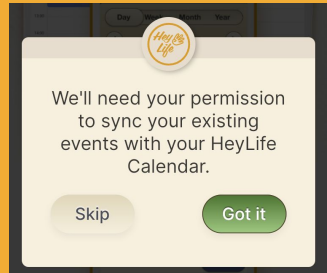 Day Week Month Year
Hey
Life
We'll need your permission
to sync your existing
events with your HeyLife
Calendar.
Skip
Got it